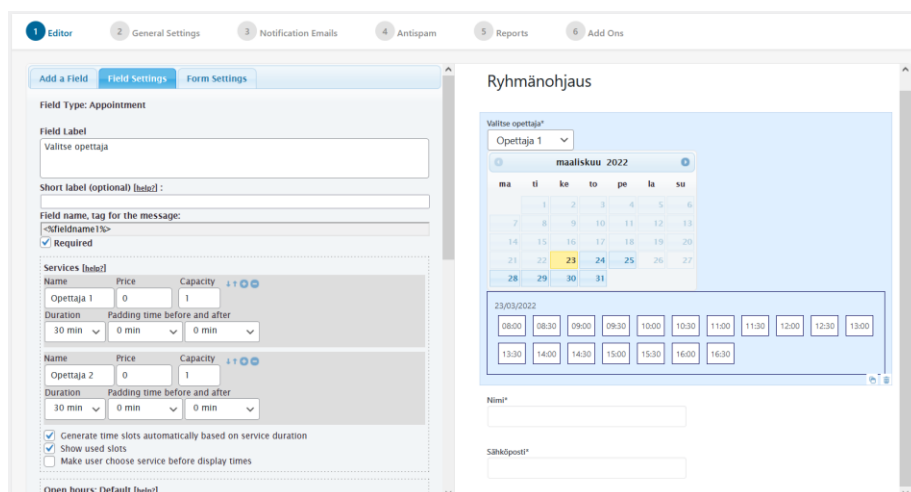 1 Editor 2 General Settings 3 Notification Emails 4 Antispam 5 Reports 6 Add Ons
Add a Field Field Settings Form Settings
Field Type: Appointment
Field Label
Valitse opettaja
Short label (optional) [help?] :
Field name, tag for the message:
<%fieldname1%>
Required
Services [help?]
Name Price Capacity
Opettaja 1 0 1
Duration Padding time before and after
30 min 0 min 0 min
Name Price Capacity
Opettaja 2 0 1
Duration Padding time before and after
30 min 0 min 0 min
Generate time slots automatically based on service duration
Show used slots
Make user choose service before display times
Open hours: Default [help?]
Ryhmänohjaus
Valitse opettaja*
Opettaja 1
maaliskuu 2022
ma ti ke to pe la su
1 2 3 4 5 6
7 8 9 10 11 12 13
14 15 16 17 18 19 20
21 22 23 24 25 26 27
28 29 30 31
23/03/2022
08:00 08:30 09:00 09:30 10:00 10:30 11:00 11:30 12:00 12:30 13:00
13:30 14:00 14:30 15:00 15:30 16:00 16:30
Nimi*
Sähköposti*